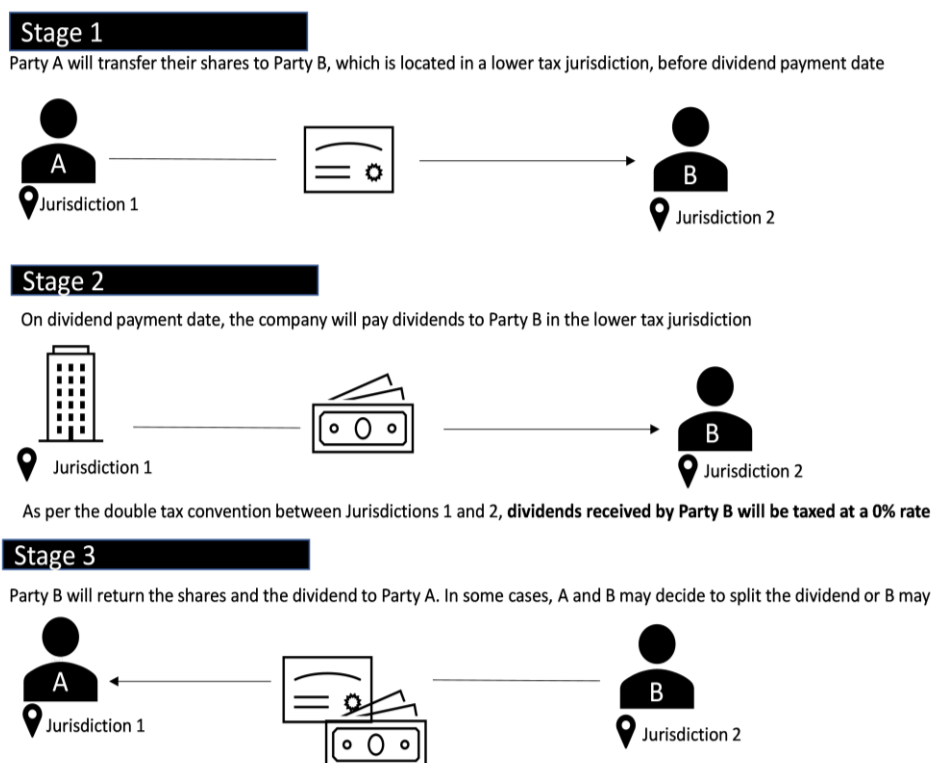 Stage 1
Party A will transfer their shares to Party B, which is located in a lower tax jurisdiction, before dividend payment date
A
B
Jurisdiction 1
Jurisdiction 2
Stage 2
On dividend payment date, the company will pay dividends to Party B in the lower tax jurisdiction
B
Jurisdiction 1
Jurisdiction 2
As per the double tax convention between Jurisdictions 1 and 2, dividends received by Party B will be taxed at a 0% rate
Stage 3
Party B will return the shares and the dividend to Party A. In some cases, A and B may decide to split the dividend or B may
A
B
Jurisdiction 1
Jurisdiction 2